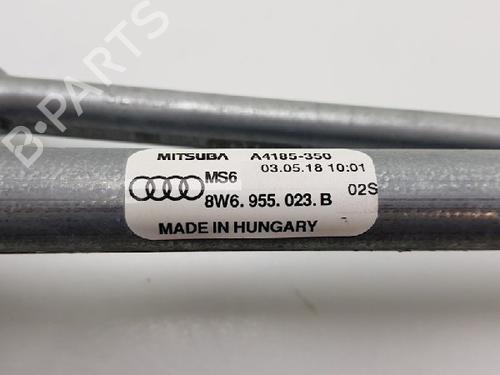 MITSUBA A4185-350
03.05.18 10:01
MS6
8W6.955.023.B 02S
MADE IN HUNGARY
B-PARTS